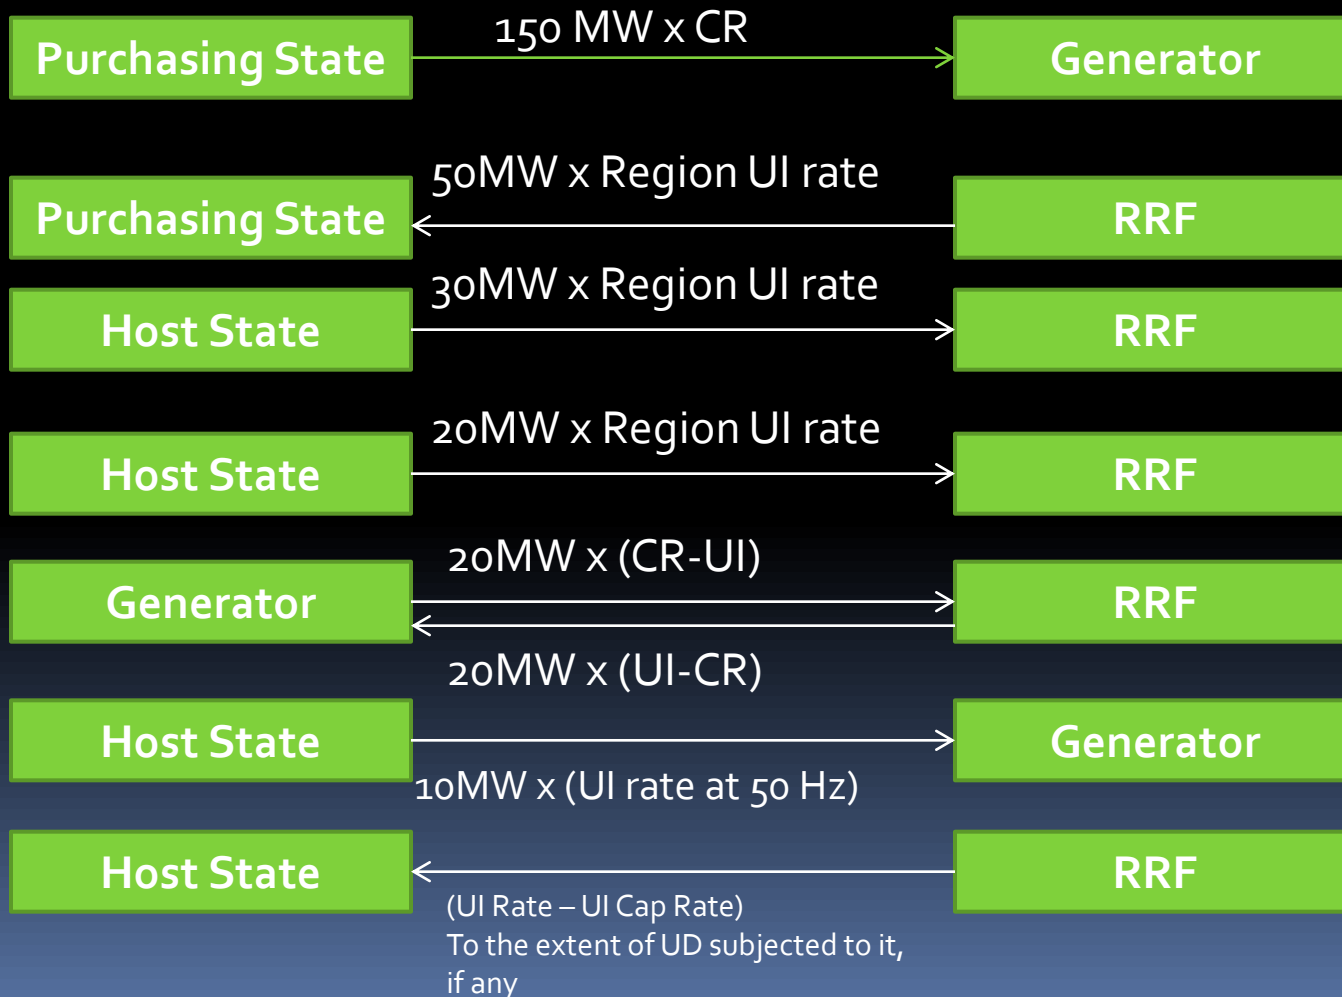 150 MW x CR
Purchasing State
Generator
50MW x Region UI rate
Purchasing State
RRF
30MW x Region UI rate
Host State
RRF
20MW x Region UI rate
Host State
RRF
20MW x (CR-UI)
Generator
RRF
20MW x (UI-CR)
Host State
Generator
10MW x (UI rate at 50 Hz)
Host State
RRF
(UI Rate – UI Cap Rate)
To the extent of UD subjected to it,
if any